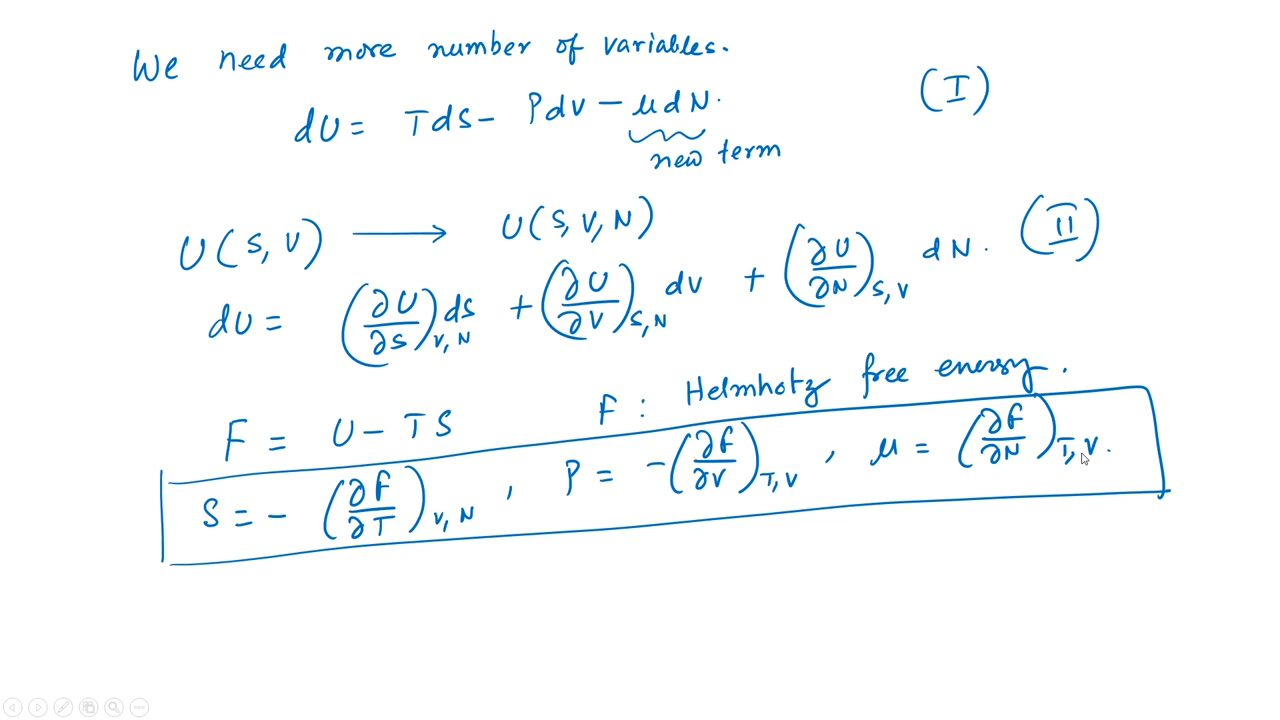 We need more number of variables.
dU = Tds - Pdv - μdN. (I)
new term
U(S, V) ⟶ U(S, V, N)
dU = (∂U/∂S)_{V,N} ds + (∂U/∂V)_{S,N} dv + (∂U/∂N)_{S,V} dN. (II)
F = U - TS F : Helmhotz free energy.
S = - (∂F/∂T)_{V,N} , P = -(∂F/∂V)_{T,V} , μ = (∂F/∂N)_{T,V}.